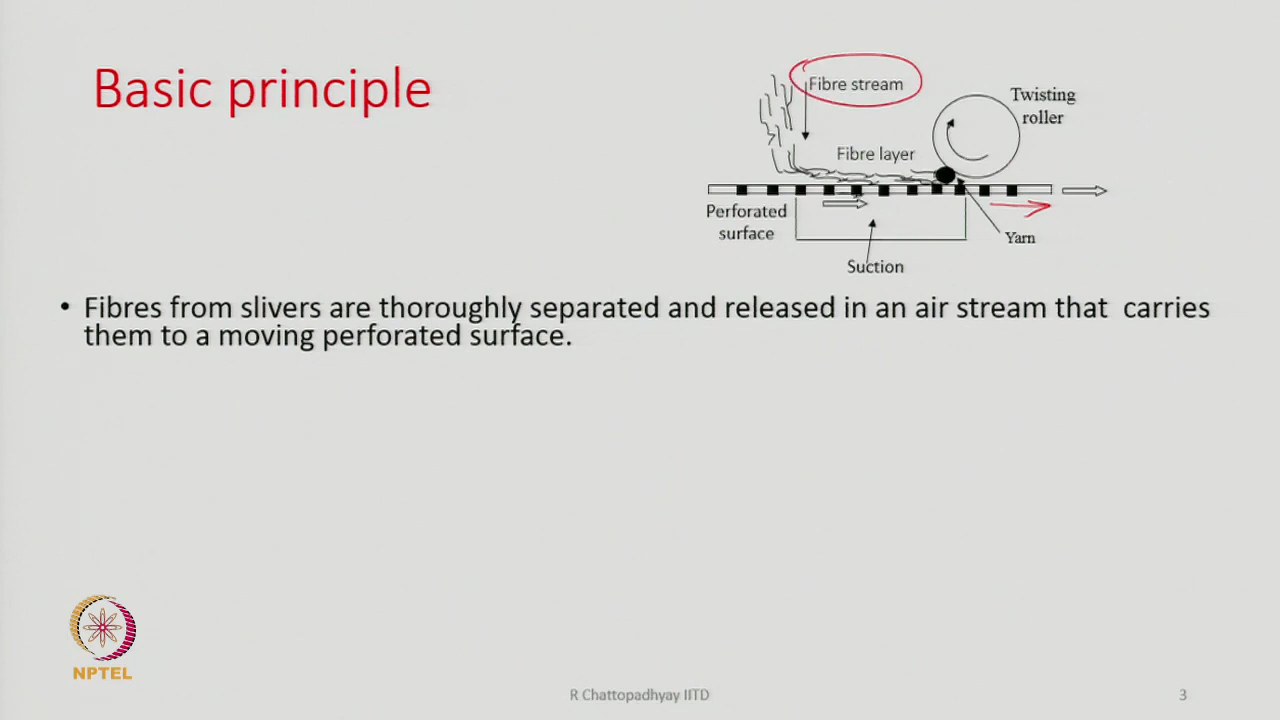 Basic principle
Fibre stream
Twisting
roller
Fibre layer
Perforated
surface
Yarn
Suction
• Fibres from slivers are thoroughly separated and released in an air stream that carries
them to a moving perforated surface.
NPTEL
R Chattopadhyay IITD
3